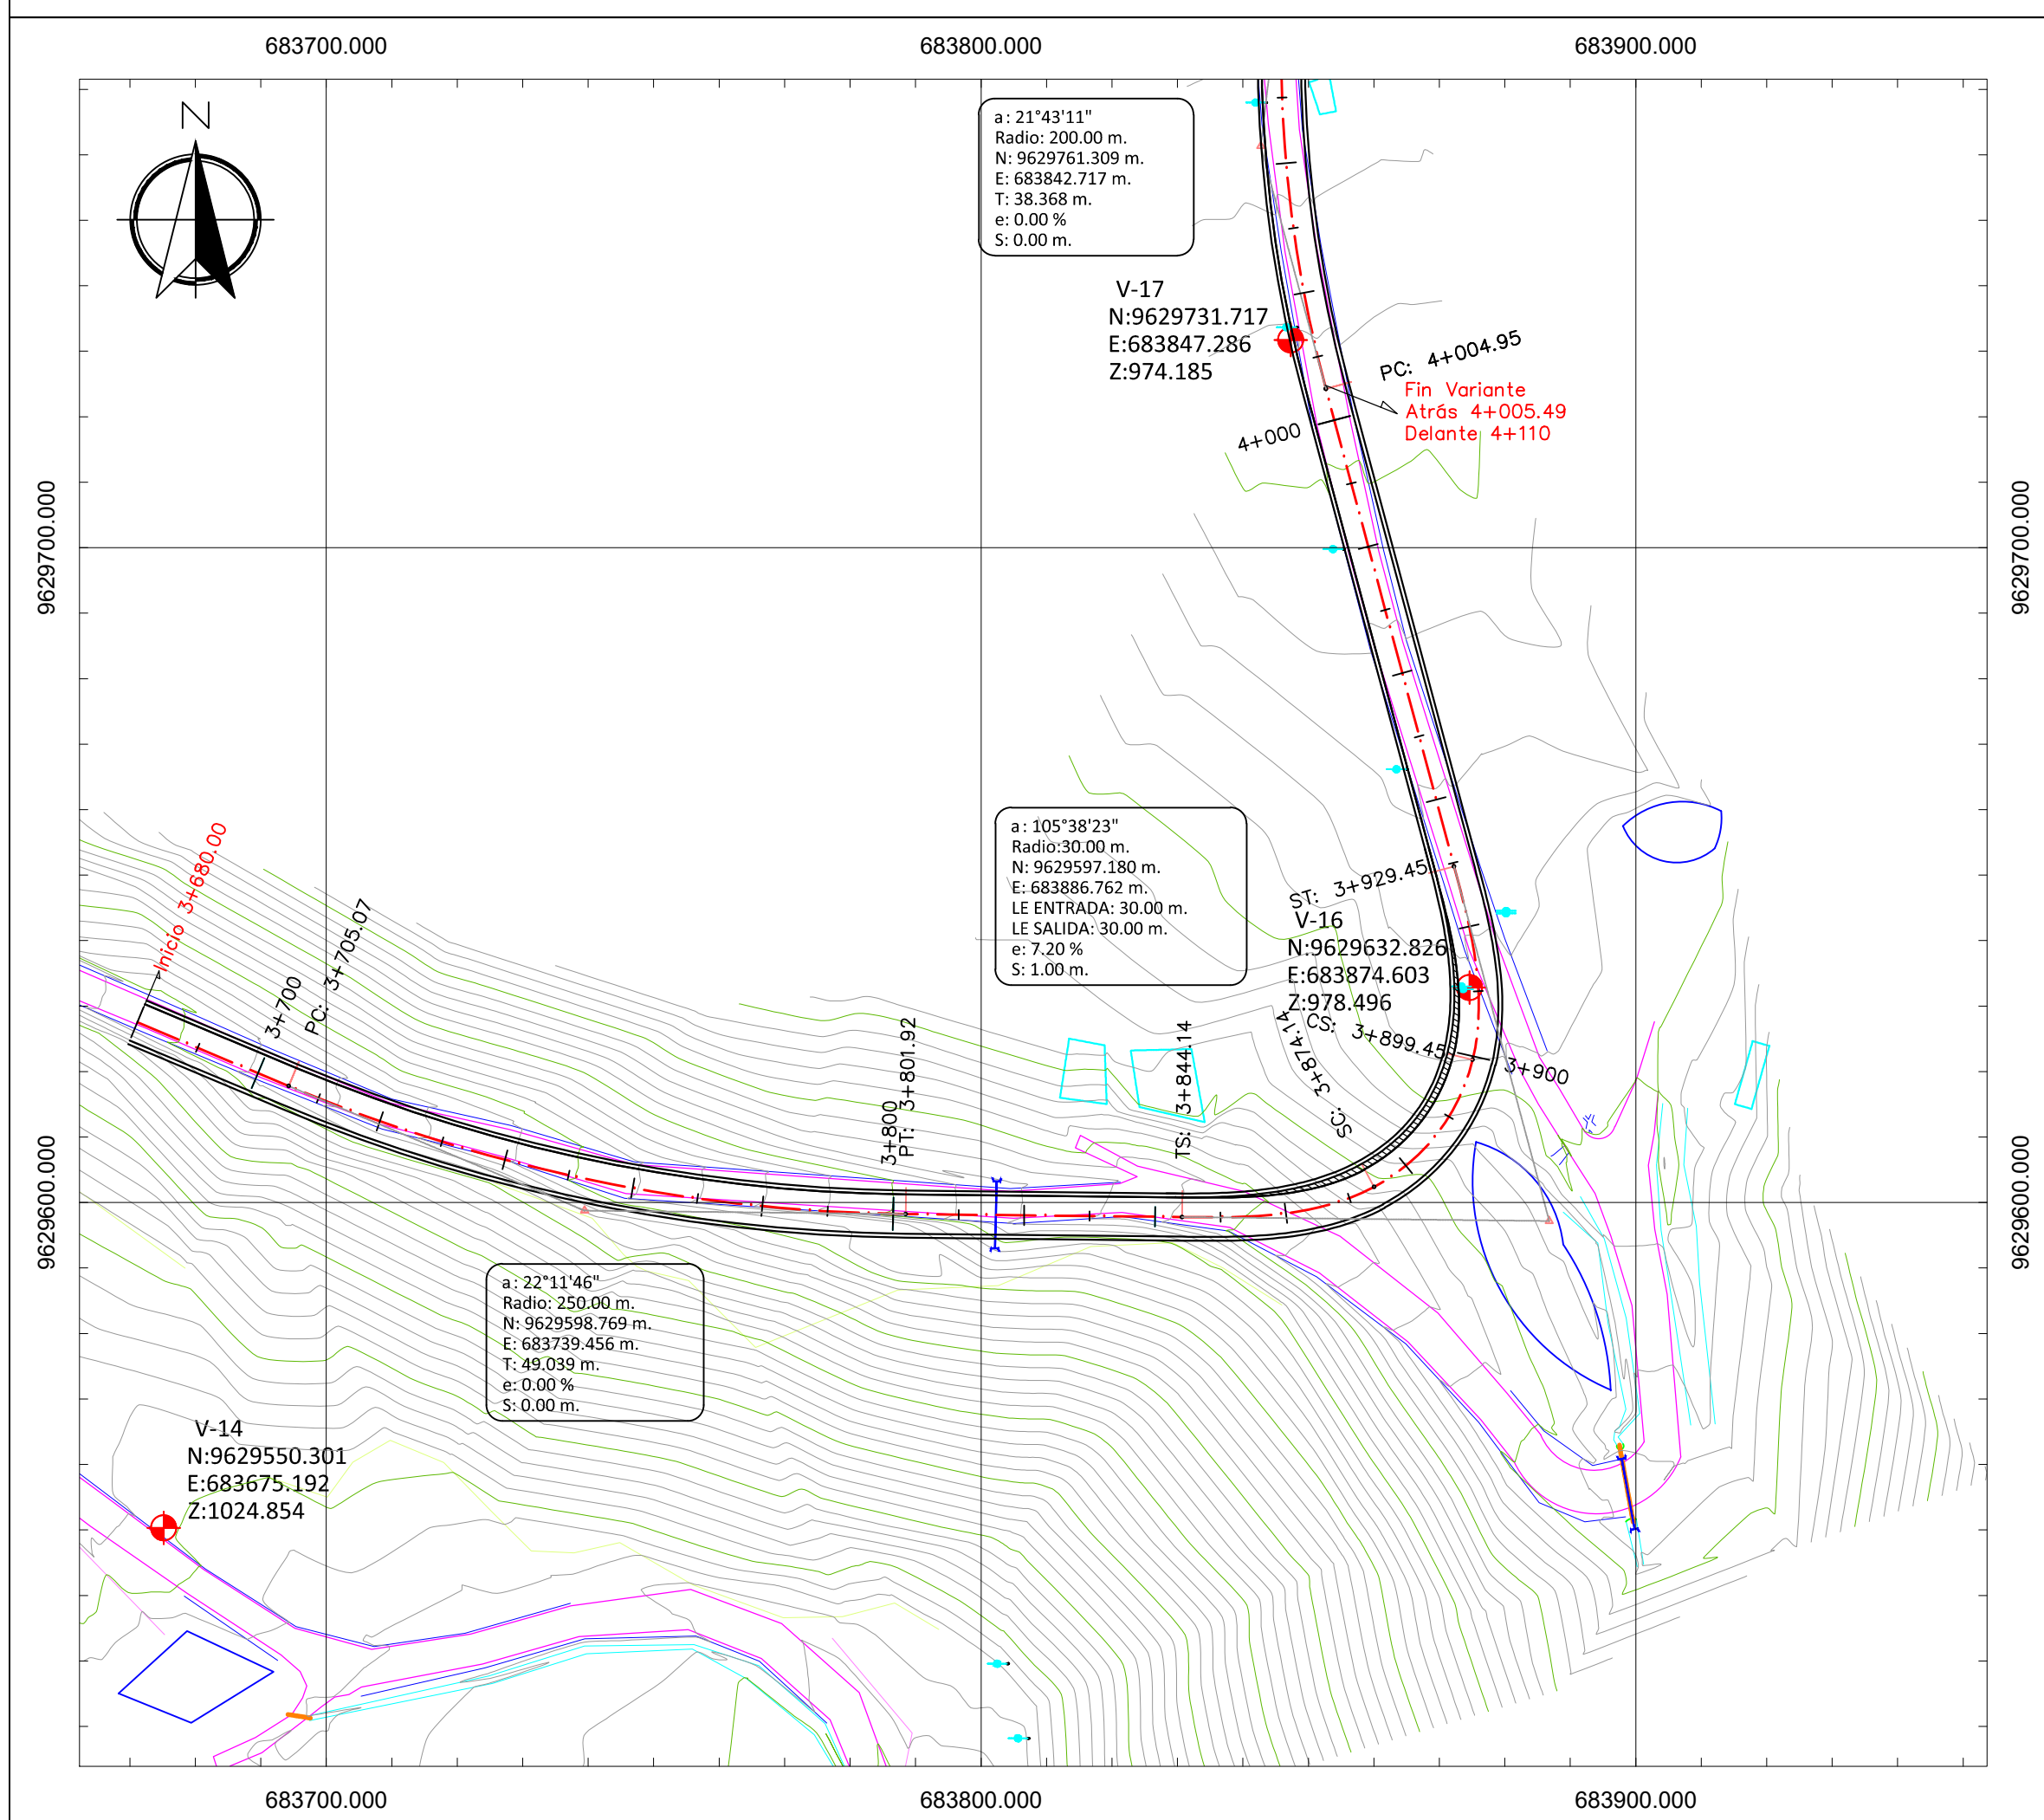 683700.000
683800.000
683900.000
N
a: 21°43'11"
Radio: 200.00 m.
N: 9629761.309 m.
E: 683842.717 m.
T: 38.368 m.
e: 0.00 %
S: 0.00 m.
V-17
N:9629731.717
E:683847.286
Z:974.185
PC: 4+004.95
Fin Variante
Atrás 4+005.49
Delante 4+110
4+000
9629700.000
9629700.000
a: 105°38'23"
Radio:30.00 m.
N: 9629597.180 m.
E: 683886.762 m.
LE ENTRADA: 30.00 m.
LE SALIDA: 30.00 m.
e: 7.20 %
S: 1.00 m.
ST: 3+929.45
V-16
N:9629632.826
E:683874.603
Z:978.496
CS: 3+899.45
3+900
SC: 3+874.14
TS: 3+844.14
PT: 3+801.92
3+800
Inicio 3+680.00
3+700
PC: 3+705.07
9629600.000
9629600.000
a: 22°11'46"
Radio: 250.00 m.
N: 9629598.769 m.
E: 683739.456 m.
T: 49.039 m.
e: 0.00 %
S: 0.00 m.
V-14
N:9629550.301
E:683675.192
Z:1024.854
683700.000
683800.000
683900.000